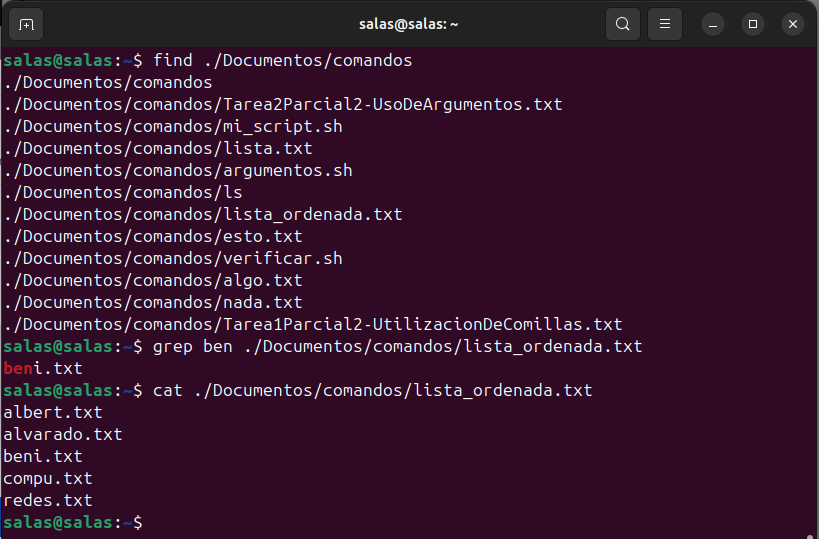 salas@salas: ~
salas@salas:~$ find ./Documentos/comandos
./Documentos/comandos
./Documentos/comandos/Tarea2Parcial2-UsoDeArgumentos.txt
./Documentos/comandos/mi_script.sh
./Documentos/comandos/lista.txt
./Documentos/comandos/argumentos.sh
./Documentos/comandos/ls
./Documentos/comandos/lista_ordenada.txt
./Documentos/comandos/esto.txt
./Documentos/comandos/verificar.sh
./Documentos/comandos/algo.txt
./Documentos/comandos/nada.txt
./Documentos/comandos/Tarea1Parcial2-UtilizacionDeComillas.txt
salas@salas:~$ grep ben ./Documentos/comandos/lista_ordenada.txt
beni.txt
salas@salas:~$ cat ./Documentos/comandos/lista_ordenada.txt
albert.txt
alvarado.txt
beni.txt
compu.txt
redes.txt
salas@salas:~$